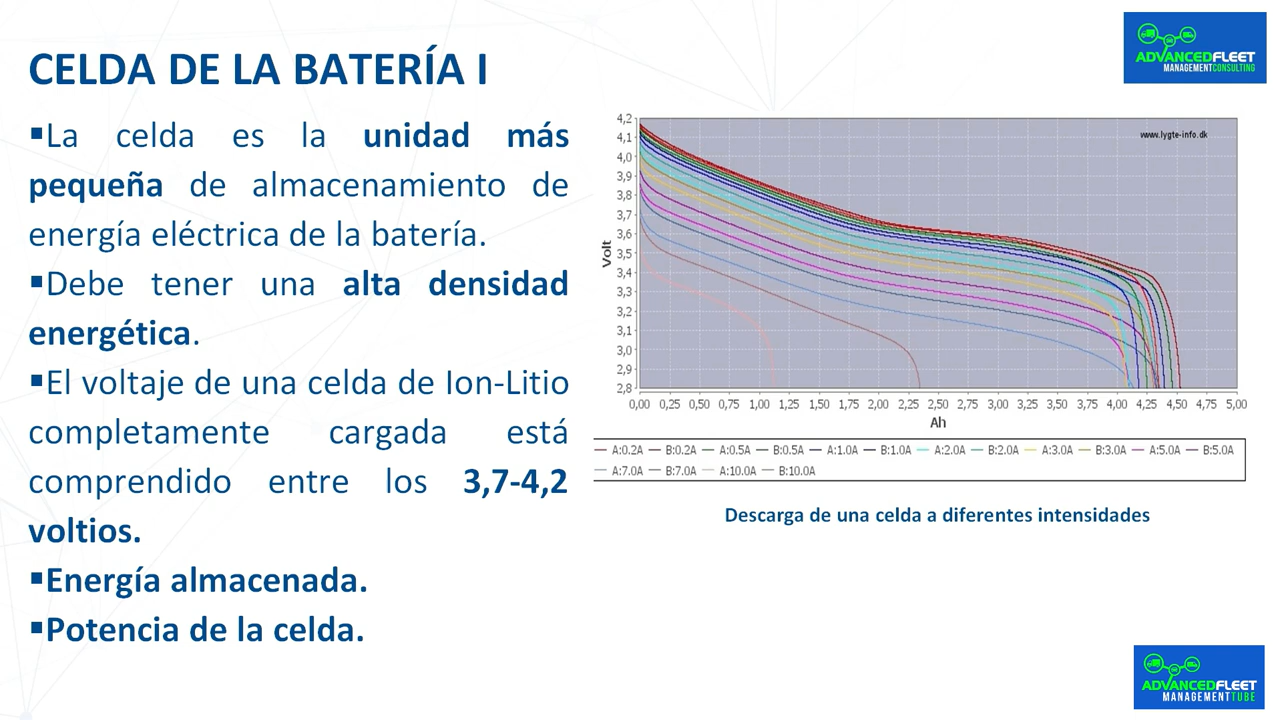 CELDA DE LA BATERÍA I
▪La celda es la unidad más
pequeña de almacenamiento de
energía eléctrica de la batería.
▪Debe tener una alta densidad
energética.
▪El voltaje de una celda de Ion-Litio
completamente cargada está
comprendido entre los 3,7-4,2
voltios.
▪Energía almacenada.
▪Potencia de la celda.
ADVANCEDFLEET
MANAGEMENTCONSULTING
www.lygte-info.dk
Volt
4,2
4,1
4,0
3,9
3,8
3,7
3,6
3,5
3,4
3,3
3,2
3,1
3,0
2,9
2,8
0,00 0,25 0,50 0,75 1,00 1,25 1,50 1,75 2,00 2,25 2,50 2,75 3,00 3,25 3,50 3,75 4,00 4,25 4,50 4,75 5,00
Ah
A:0.2A B:0.2A A:0.5A B:0.5A A:1.0A B:1.0A A:2.0A B:2.0A A:3.0A B:3.0A A:5.0A B:5.0A
A:7.0A B:7.0A A:10.0A B:10.0A
Descarga de una celda a diferentes intensidades
ADVANCEDFLEET
MANAGEMENTTUBE